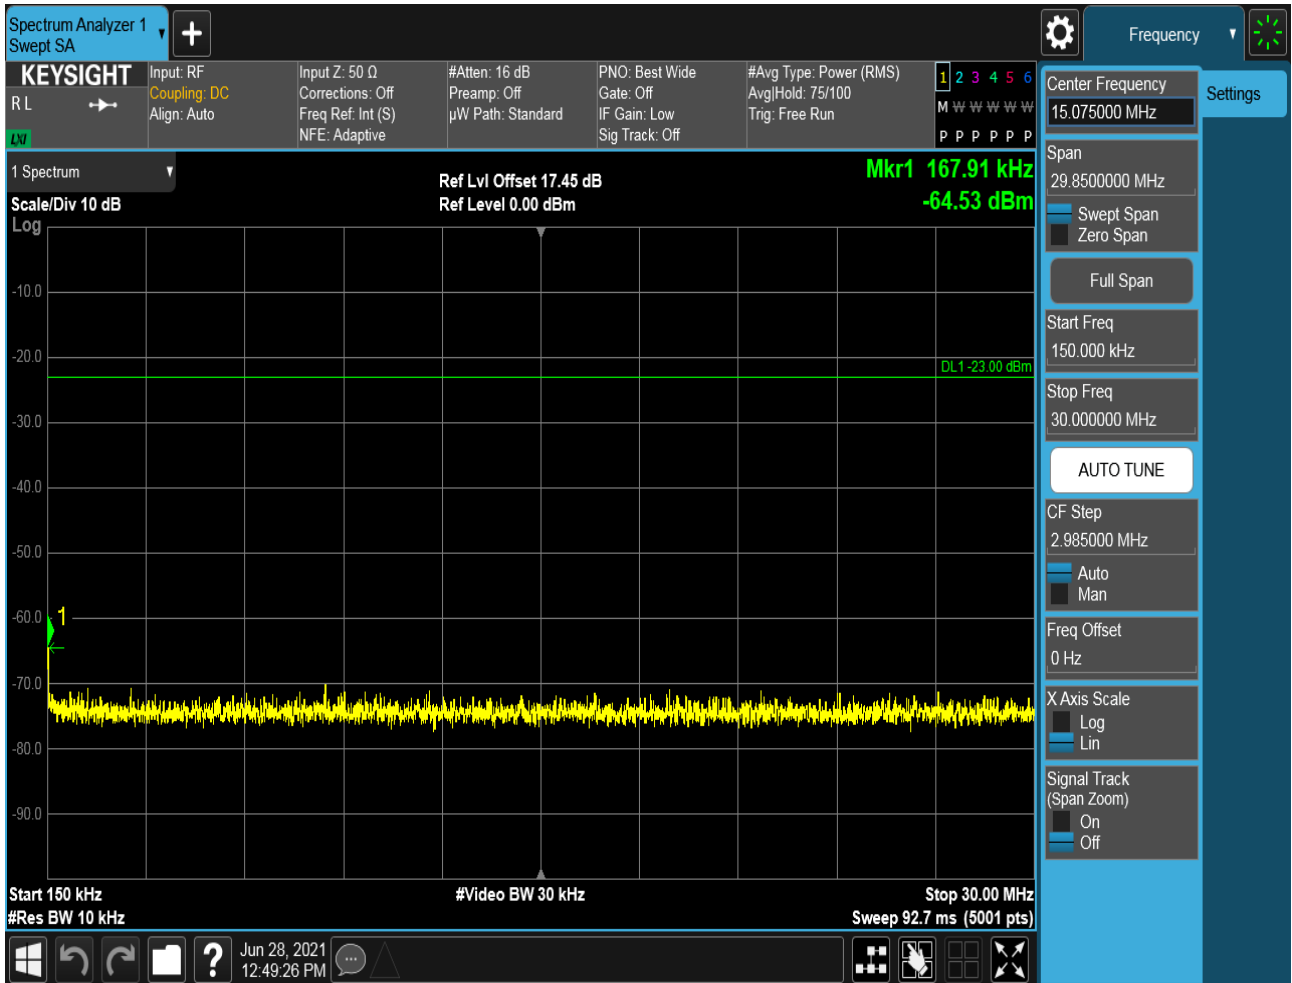 Spectrum Analyzer 1
Swept SA
Frequency
KEYSIGHT
R L
LXI
Input: RF
Coupling: DC
Align: Auto
Input Z: 50 Ω
Corrections: Off
Freq Ref: Int (S)
NFE: Adaptive
#Atten: 16 dB
Preamp: Off
µW Path: Standard
PNO: Best Wide
Gate: Off
IF Gain: Low
Sig Track: Off
#Avg Type: Power (RMS)
Avg|Hold: 75/100
Trig: Free Run
1 2 3 4 5 6
M W W W W W
P P P P P P
1 Spectrum
Scale/Div 10 dB
Log
Ref Lvl Offset 17.45 dB
Ref Level 0.00 dBm
Mkr1 167.91 kHz
-64.53 dBm
-10.0
-20.0
DL1 -23.00 dBm
-30.0
-40.0
-50.0
-60.0
1
-70.0
-80.0
-90.0
Start 150 kHz
#Video BW 30 kHz
Stop 30.00 MHz
#Res BW 10 kHz
Sweep 92.7 ms (5001 pts)
?
Jun 28, 2021
12:49:26 PM
Center Frequency
15.075000 MHz
Settings
Span
29.8500000 MHz
Swept Span
Zero Span
Full Span
Start Freq
150.000 kHz
Stop Freq
30.000000 MHz
AUTO TUNE
CF Step
2.985000 MHz
Auto
Man
Freq Offset
0 Hz
X Axis Scale
Log
Lin
Signal Track
(Span Zoom)
On
Off